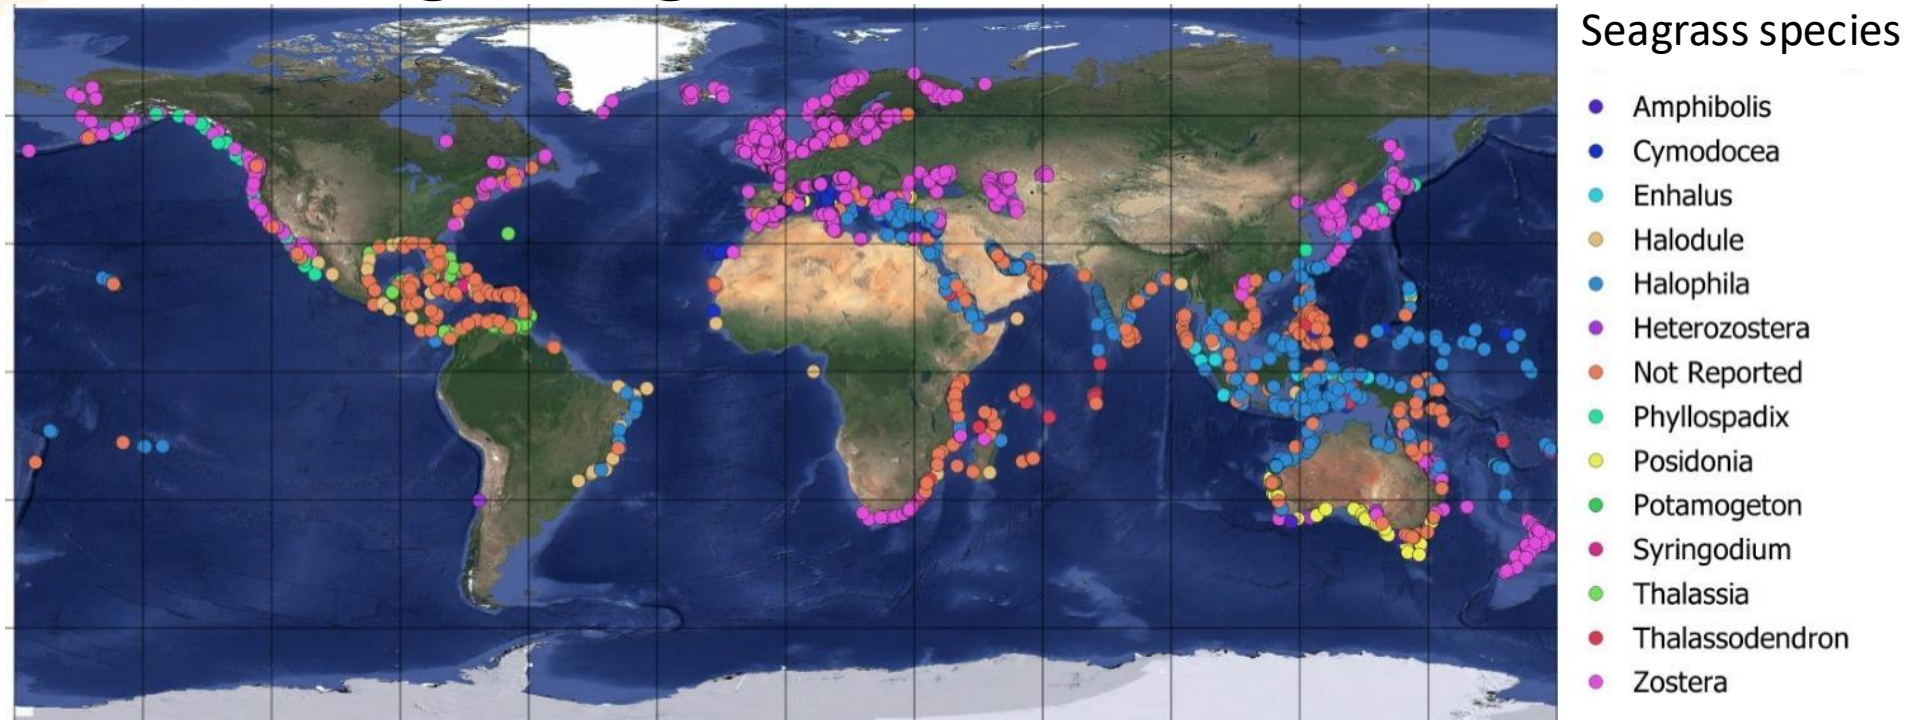 Seagrass species
Amphibolis
Cymodocea
Enhalus
Halodule
Halophila
Heterozostera
Not Reported
Phyllospadix
Posidonia
Potamogeton
Syringodium
Thalassia
Thalassodendron
Zostera